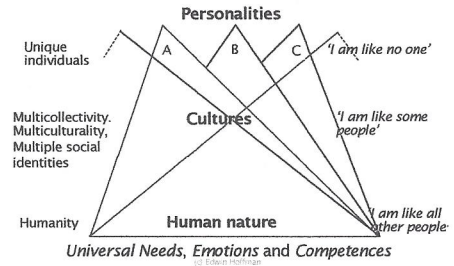 Personalities
Unique
individuals
A
B
C
'I am like no one'
Multicollectivity.
Multiculturality,
Multiple social
identities
Cultures
'I am like some
people'
Humanity
Human nature
'I am like all
other people'
Universal Needs, Emotions and Competences
(c) Edwin Hoffman